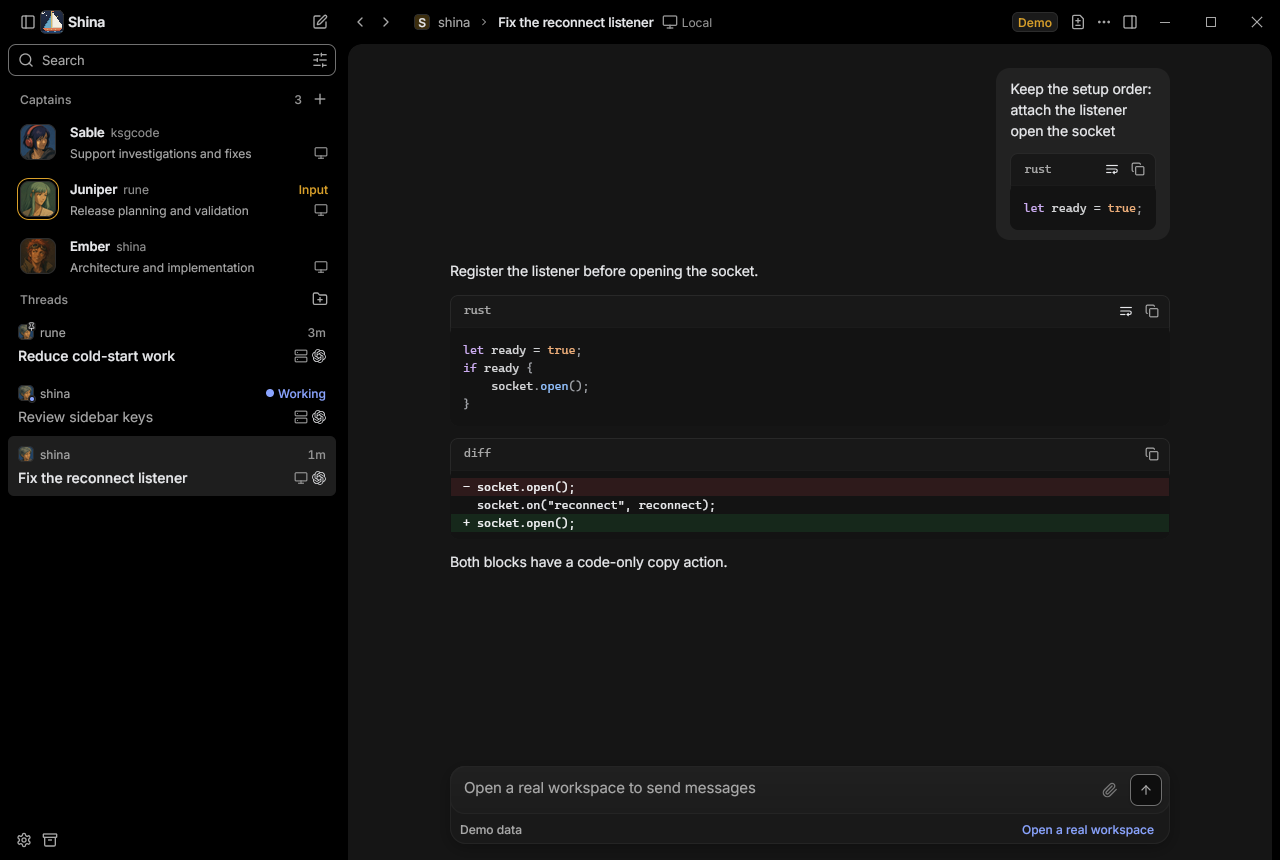 Shina
Search
Captains 3
Sable ksgcode
Support investigations and fixes
Juniper rune Input
Release planning and validation
Ember shina
Architecture and implementation
Threads
rune 3m
Reduce cold-start work
shina Working
Review sidebar keys
shina 1m
Fix the reconnect listener
S shina Fix the reconnect listener Local Demo
Keep the setup order:
attach the listener
open the socket
rust
let ready = true;
Register the listener before opening the socket.
rust
let ready = true;
if ready {
    socket.open();
}
diff
- socket.open();
  socket.on("reconnect", reconnect);
+ socket.open();
Both blocks have a code-only copy action.
Open a real workspace to send messages
Demo data Open a real workspace